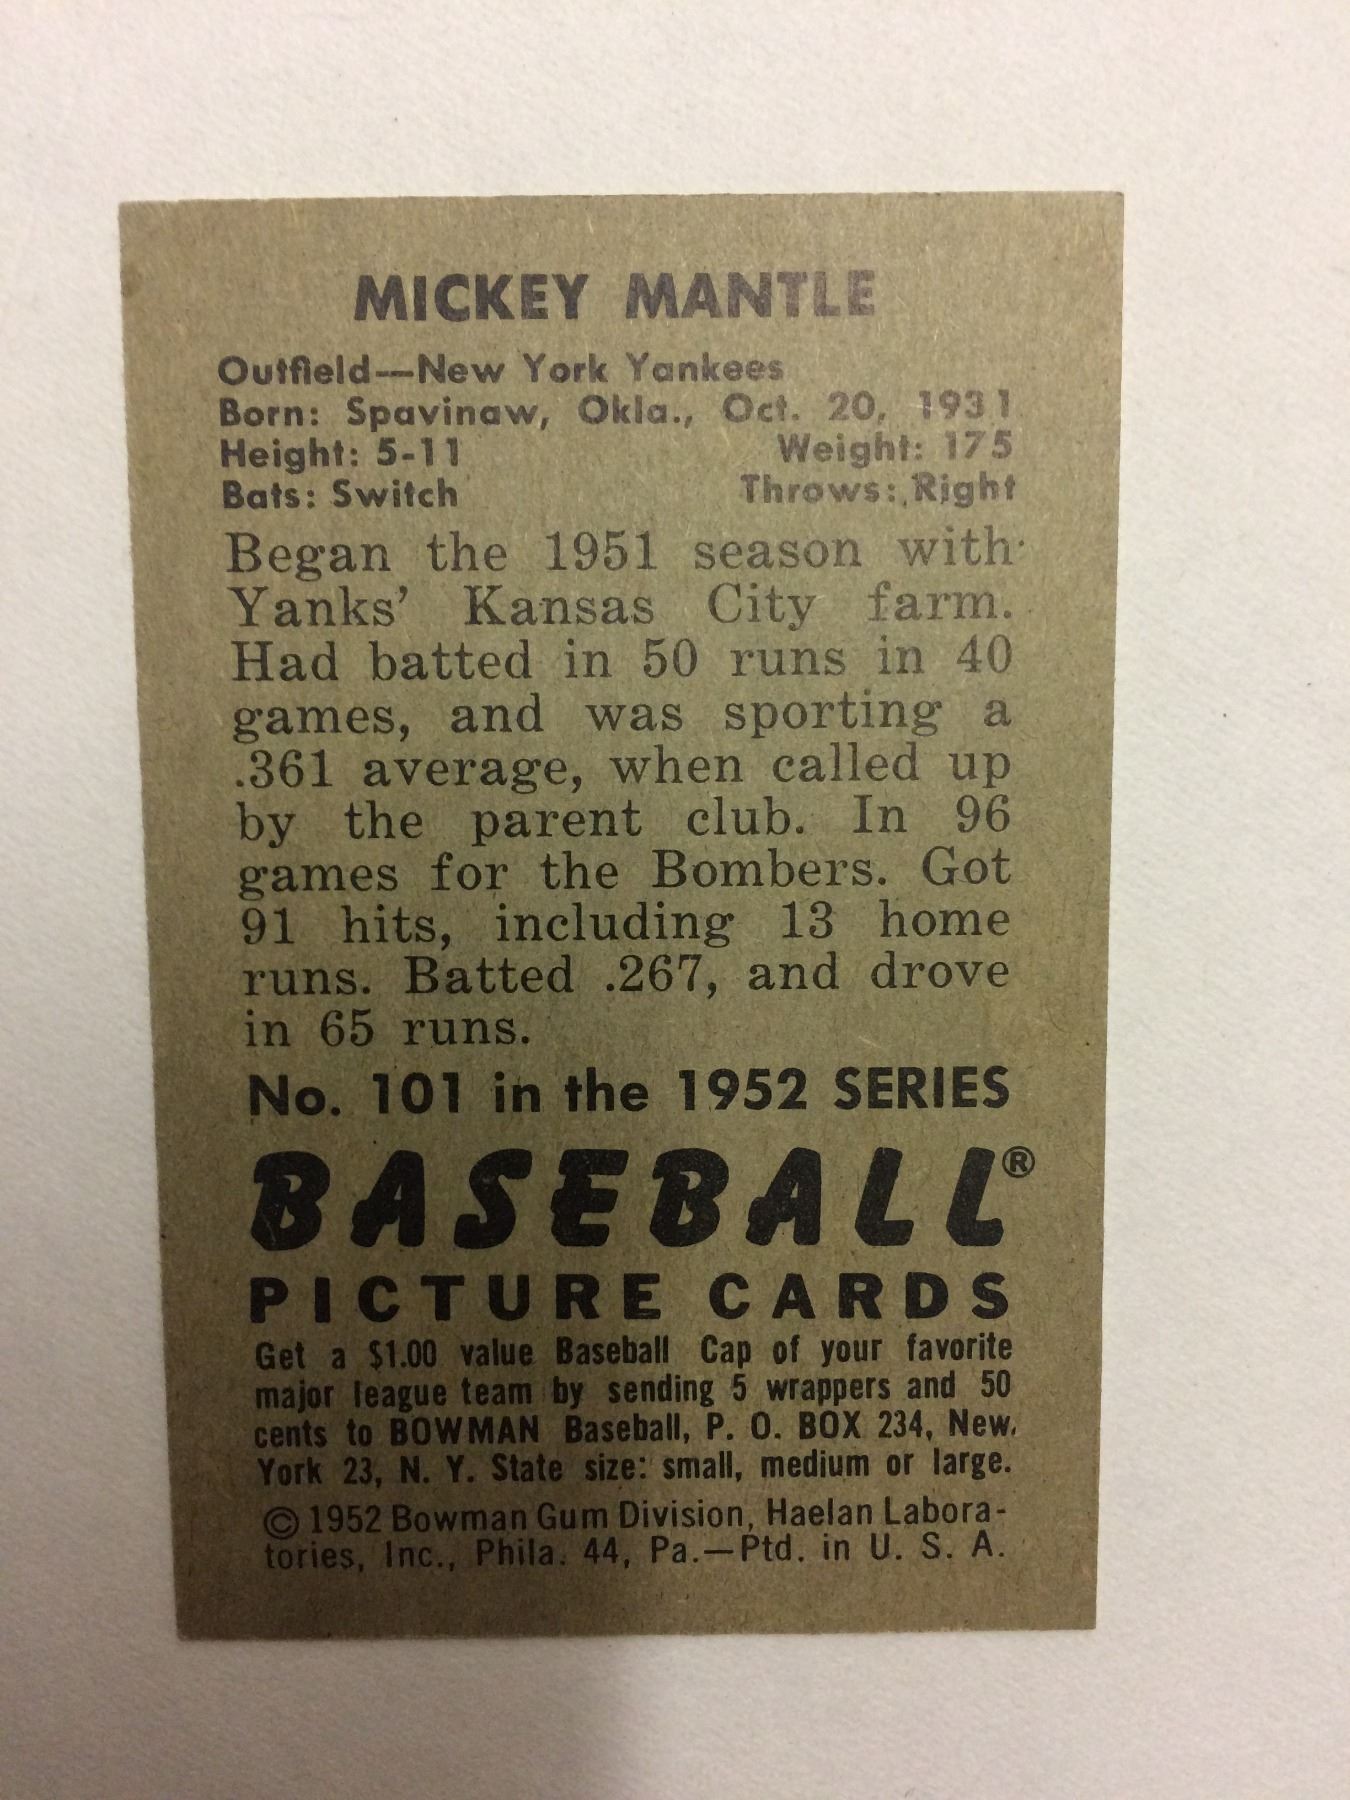 MICKEY MANTLE
Outfield—New York Yankees
Born: Spavinaw, Okla., Oct. 20, 1931
Height: 5-11 Weight: 175
Bats: Switch Throws: Right
Began the 1951 season with
Yanks' Kansas City farm.
Had batted in 50 runs in 40
games, and was sporting a
.361 average, when called up
by the parent club. In 96
games for the Bombers. Got
91 hits, including 13 home
runs. Batted .267, and drove
in 65 runs.
No. 101 in the 1952 SERIES
BASEBALL®
PICTURE CARDS
Get a $1.00 value Baseball Cap of your favorite
major league team by sending 5 wrappers and 50
cents to BOWMAN Baseball, P. O. BOX 234, New
York 23, N. Y. State size: small, medium or large.
© 1952 Bowman Gum Division, Haelan Labora-
tories, Inc., Phila. 44, Pa.—Ptd. in U. S. A.